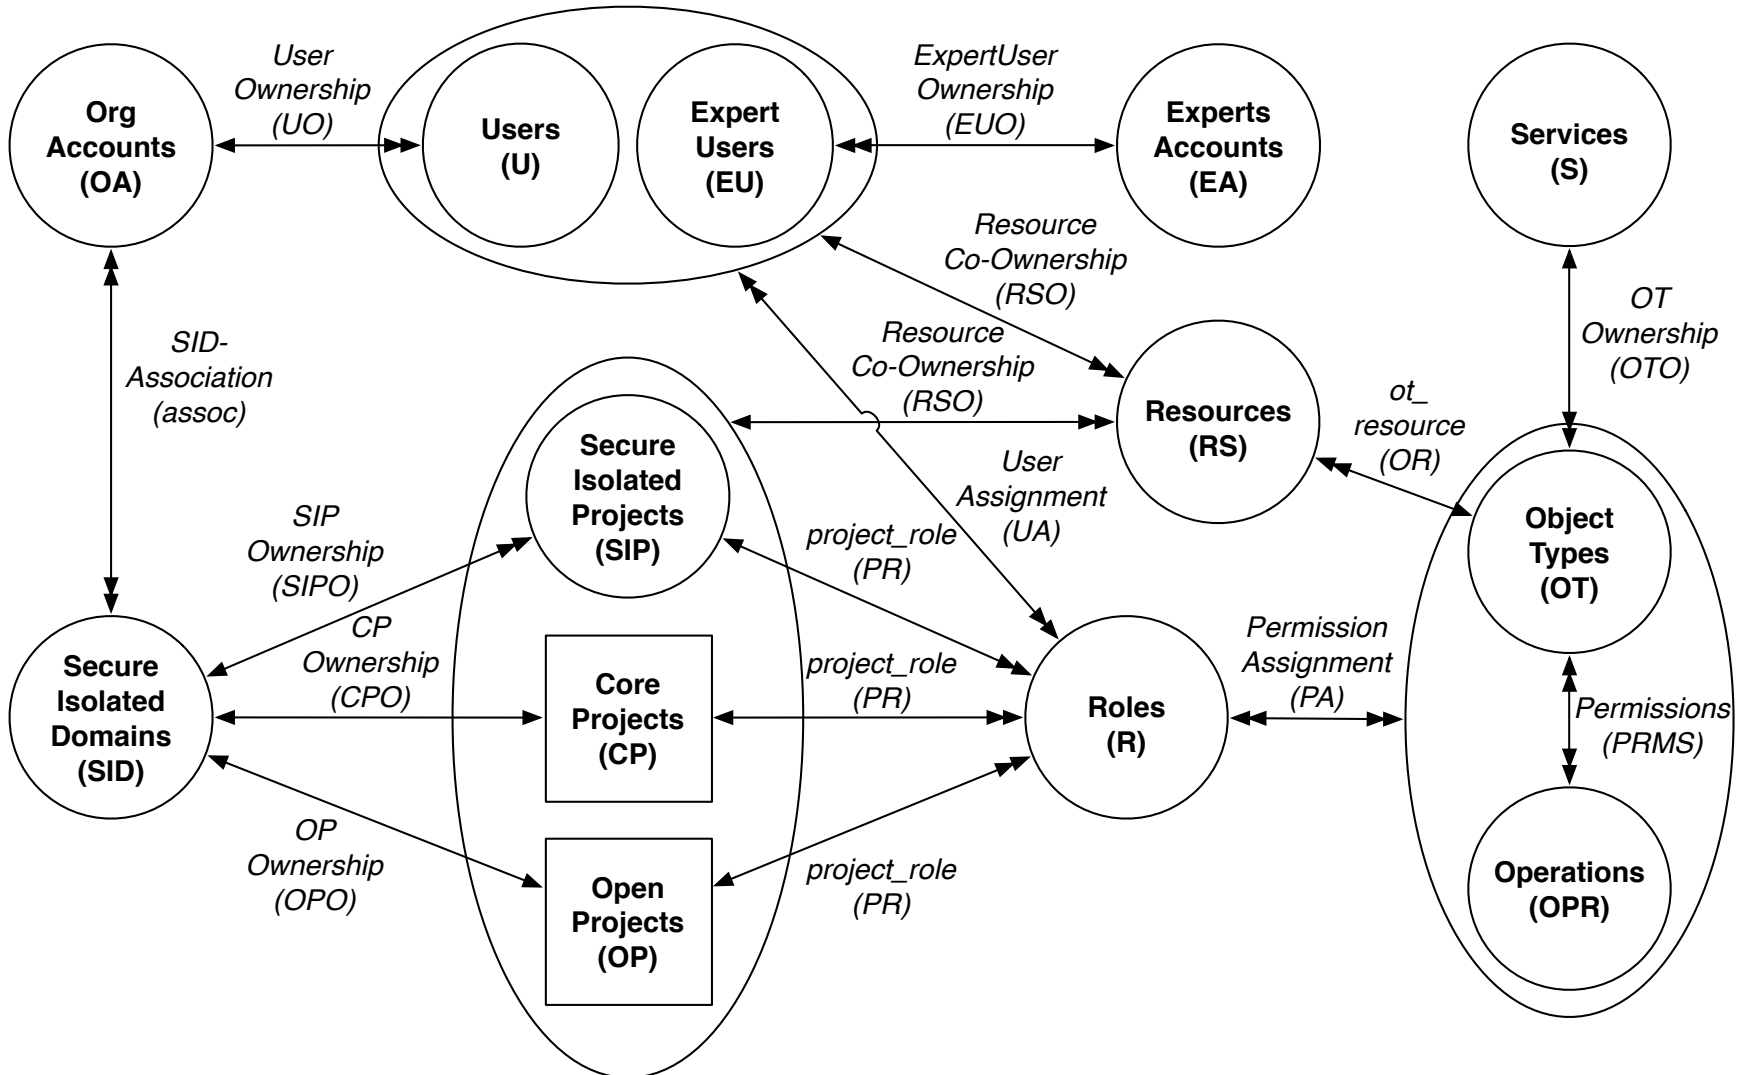 Org
Accounts
(OA)
User
Ownership
(UO)
Users
(U)
Expert
Users
(EU)
ExpertUser
Ownership
(EUO)
Experts
Accounts
(EA)
Services
(S)
Resource
Co-Ownership
(RSO)
Resource
Co-Ownership
(RSO)
OT
Ownership
(OTO)
SID-
Association
(assoc)
Resources
(RS)
ot_
resource
(OR)
Secure
Isolated
Projects
(SIP)
User
Assignment
(UA)
Object
Types
(OT)
SIP
Ownership
(SIPO)
project_role
(PR)
CP
Ownership
(CPO)
Secure
Isolated
Domains
(SID)
Core
Projects
(CP)
project_role
(PR)
Roles
(R)
Permission
Assignment
(PA)
Permissions
(PRMS)
OP
Ownership
(OPO)
Open
Projects
(OP)
project_role
(PR)
Operations
(OPR)